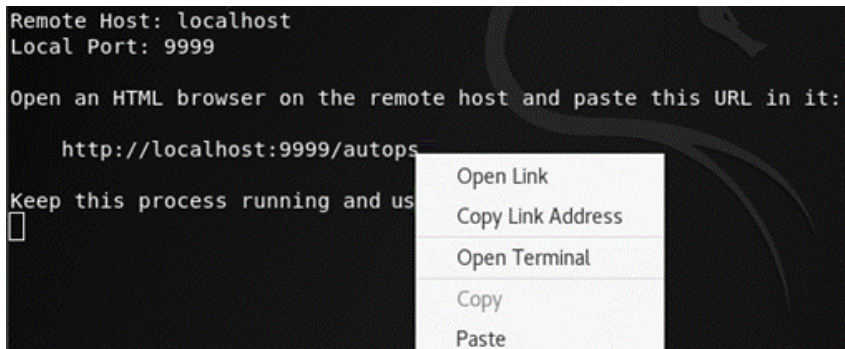 Remote Host: localhost
Local Port: 9999
Open an HTML browser on the remote host and paste this URL in it:
http://localhost:9999/autops
Keep this process running and us
Open Link
Copy Link Address
Open Terminal
Copy
Paste